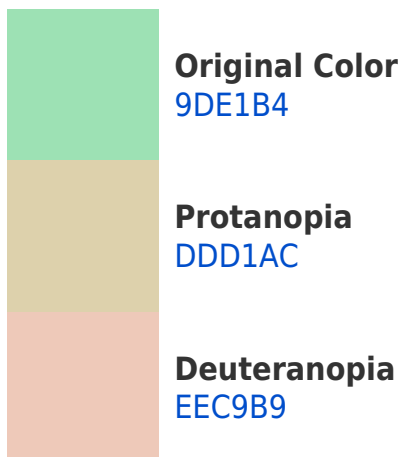 Original Color
9DE1B4
Protanopia
DDD1AC
Deuteranopia
EEC9B9